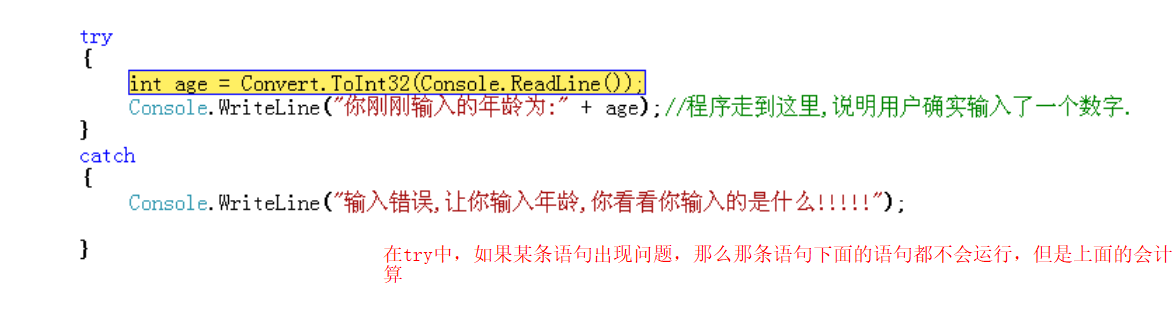 try
{
int age = Convert.ToInt32(Console.ReadLine());
Console.WriteLine("你刚刚输入的年龄为:" + age);//程序走到这里,说明用户确实输入了一个数字.
}
catch
{
Console.WriteLine("输入错误,让你输入年龄,你看看你输入的是什么!!!!!");
}
在try中，如果某条语句出现问题，那么那条语句下面的语句都不会运行，但是上面的会计
算